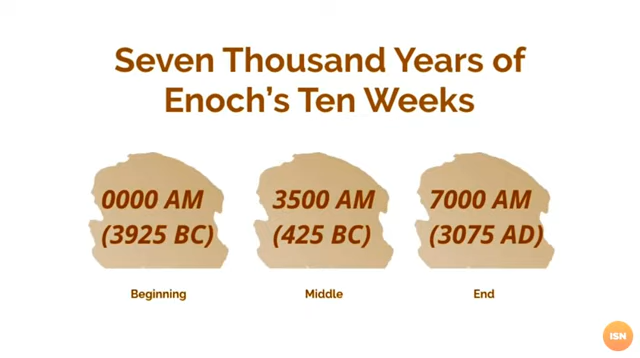 Seven Thousand Years of
Enoch's Ten Weeks
0000 AM
(3925 BC)
3500 AM
(425 BC)
7000 AM
(3075 AD)
Beginning
Middle
End
ISN